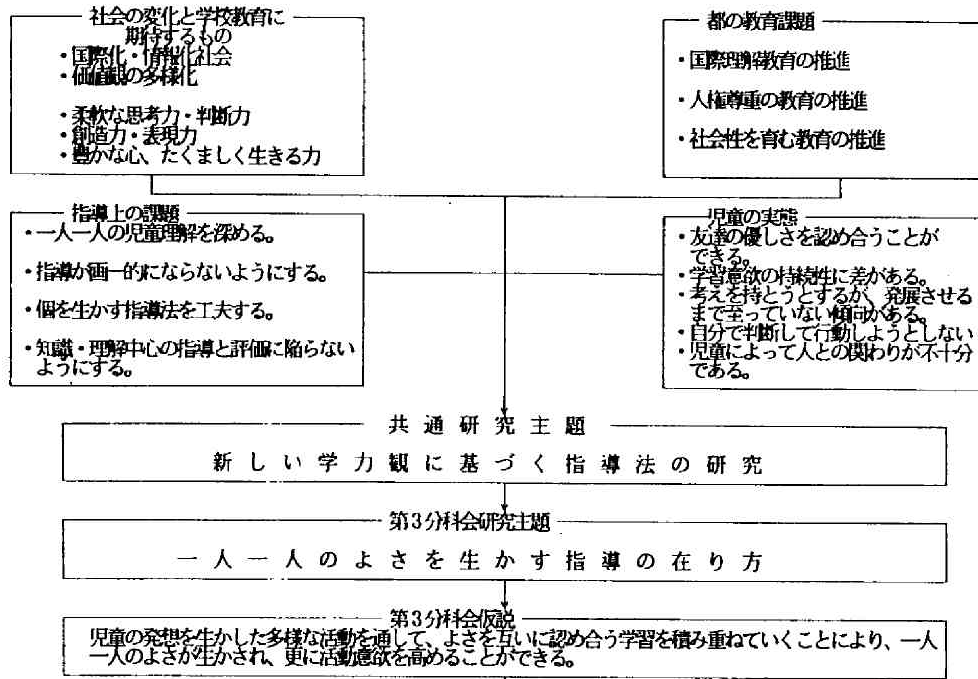 社会の変化と学校教育に
期待するもの
・国際化・情報化社会
・価値観の多様化
・柔軟な思考力・判断力
・創造力・表現力
・豊かな心、たくましく生きる力
都の教育課題
・国際理解教育の推進
・人権尊重の教育の推進
・社会性を育む教育の推進
指導上の課題
・一人一人の児童理解を深める。
・指導が画一的にならないようにする。
・個を生かす指導法を工夫する。
・知識・理解中心の指導と評価に陥らない
ようにする。
児童の実態
・友達の優しさを認め合うことが
できる。
・学習意欲の持続性に差がある。
・考えを持とうとするが、発展させる
まで至っていない傾向がある。
・自分で判断して行動しようとしない
・児童によって人との関わりが不十分
である。
共通研究主題
新しい学力観に基づく指導法の研究
第3分科会研究主題
一人一人のよさを生かす指導の在り方
第3分科会仮説
児童の発想を生かした多様な活動を通して、よさを互いに認め合う学習を積み重ねていくことにより、一人
一人のよさが生かされ、更に活動意欲を高めることができる。